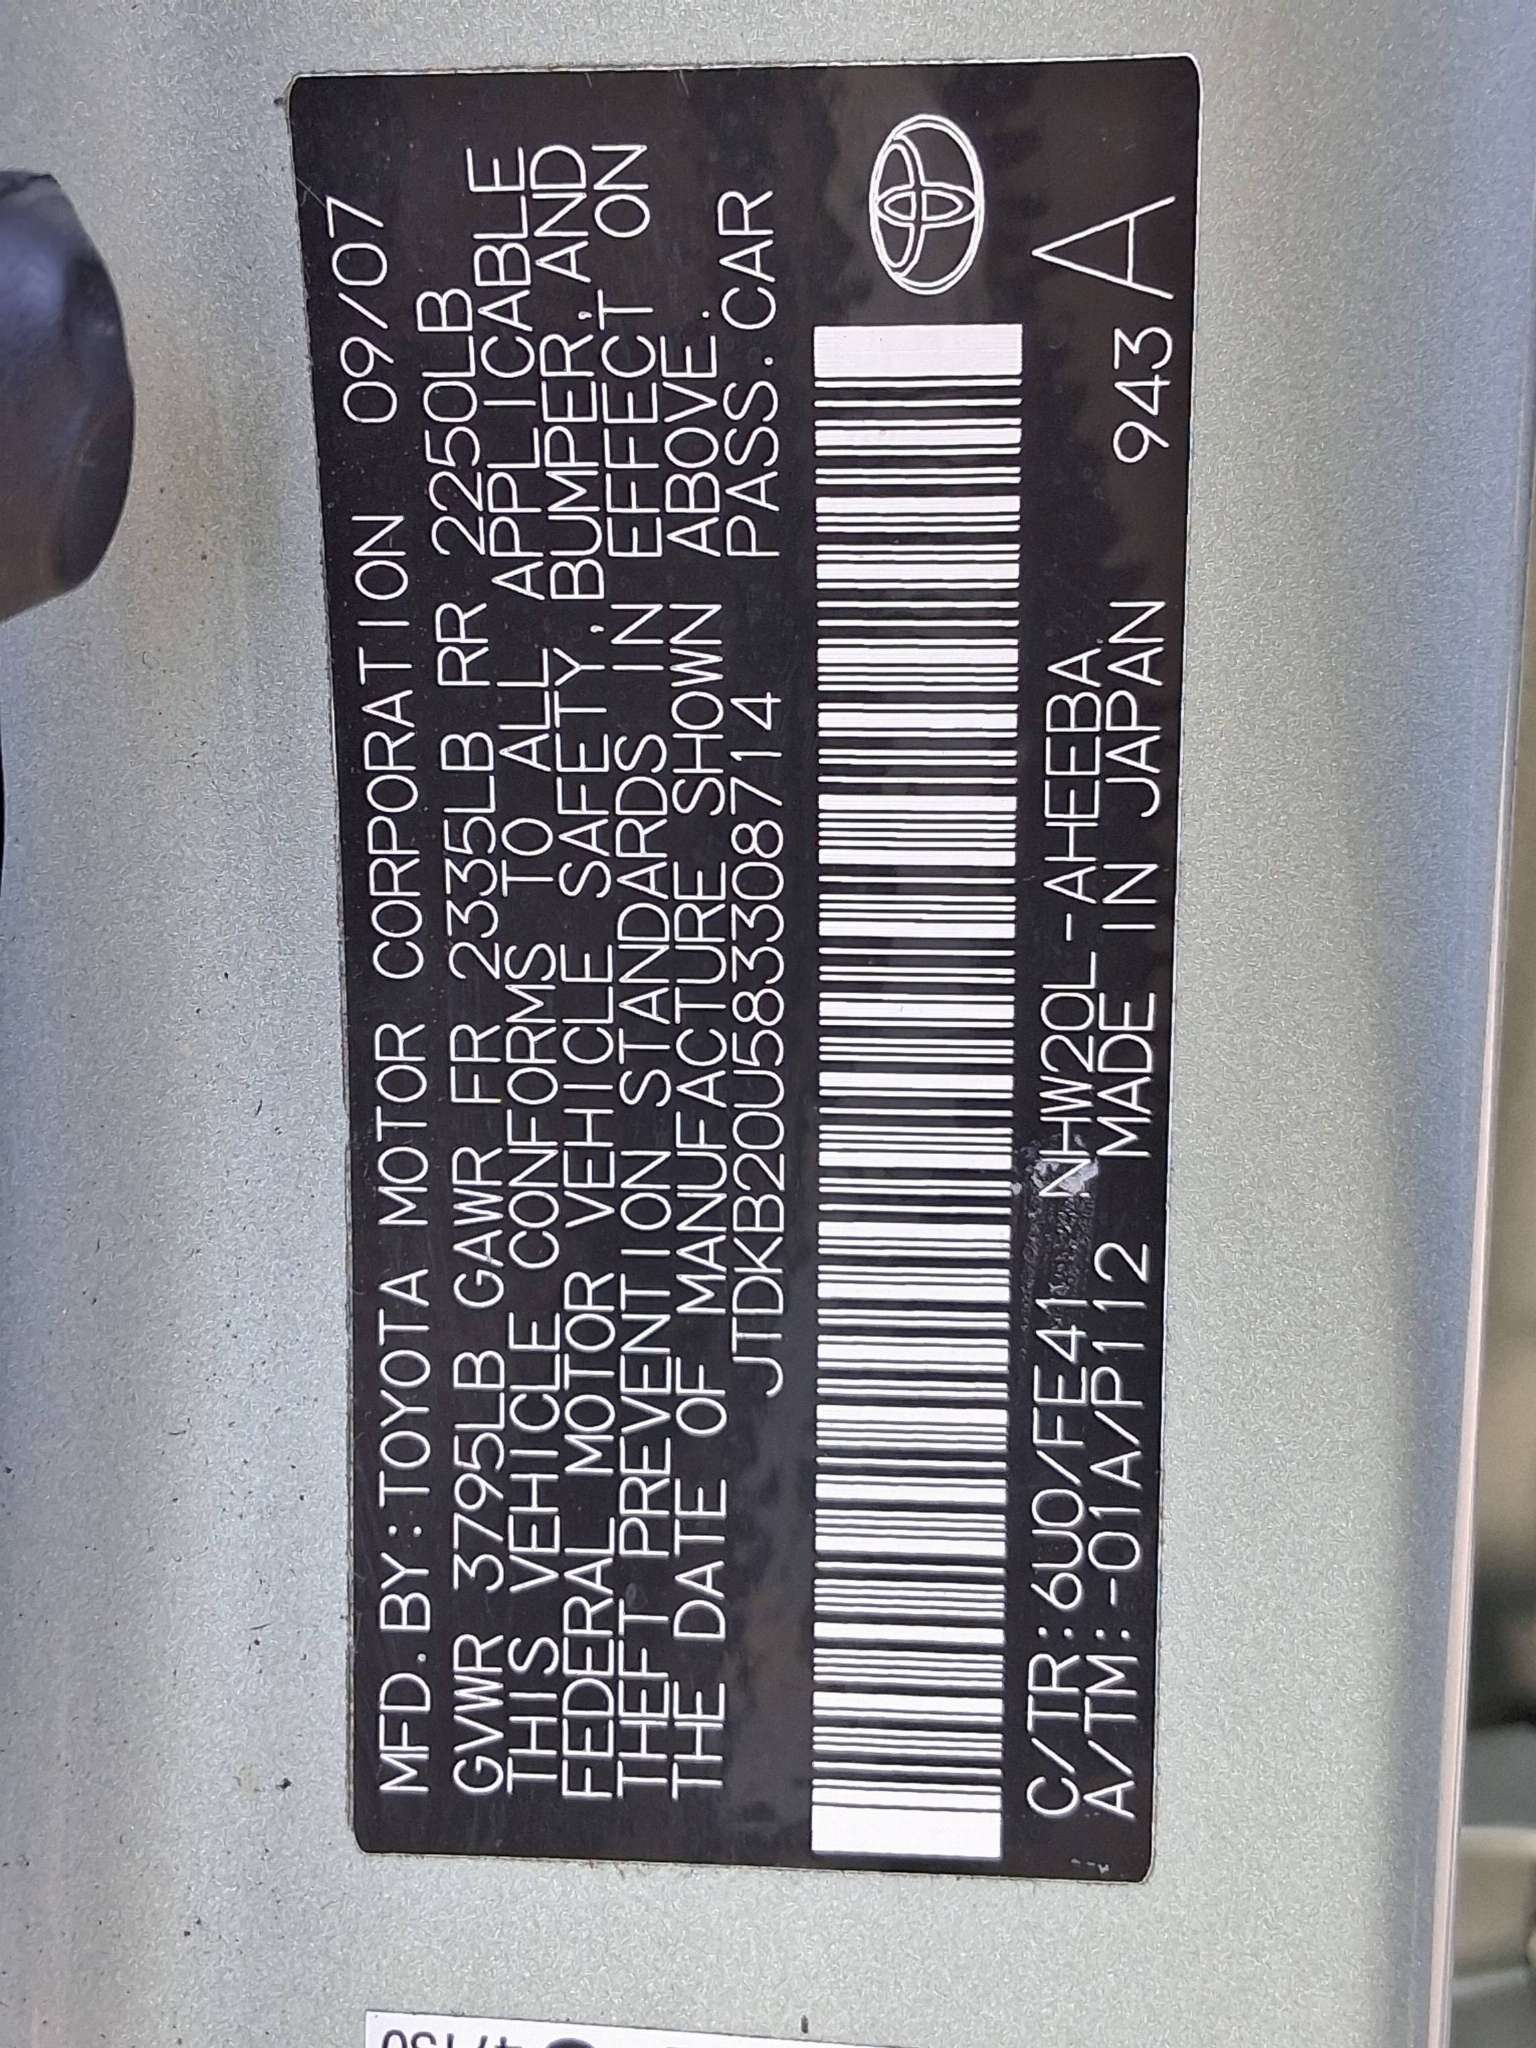 MFD.BY:TOYOTA MOTOR CORPORATION 09/07
GVWR 3795LB GAWR FR 2335LB RR 2250LB
THIS VEHICLE CONFORMS TO ALL APPLICABLE
FEDERAL MOTOR VEHICLE SAFETY,BUMPER,AND
THEFT PREVENTION STANDARDS IN EFFECT ON
THE DATE OF MANUFACTURE SHOWN ABOVE.
JTDKB20U583308714 PASS.CAR
C/TR:6U0/FE41 NHW20L-AHEEBA
A/TM:-01A/P112 MADE IN JAPAN 943 A